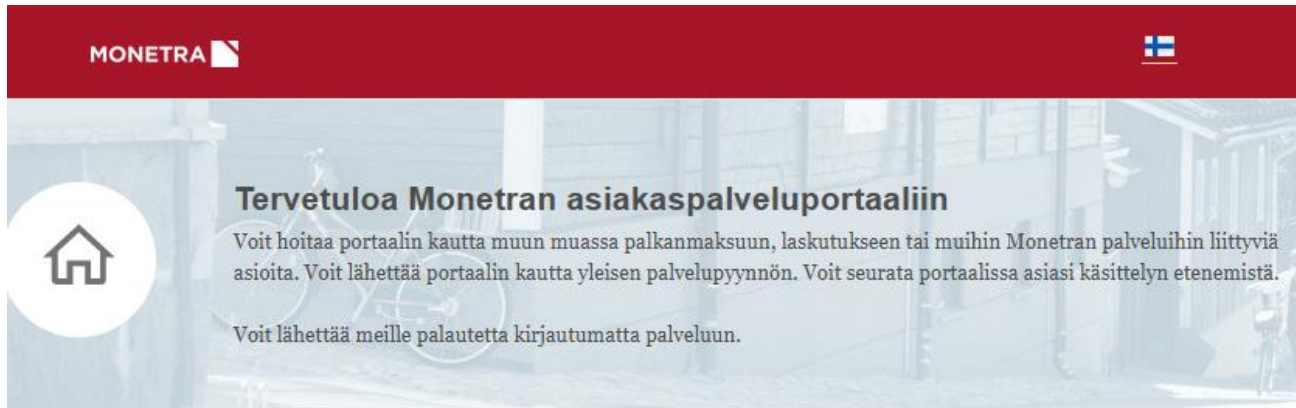 MONETRA
Tervetuloa Monetran asiakaspalveluportaaliin
Voit hoitaa portaalin kautta muun muassa palkanmaksuun, laskutukseen tai muihin Monetran palveluihin liittyviä
asioita. Voit lähettää portaalin kautta yleisen palvelupyynnön. Voit seurata portaalissa asiasi käsittelyn etenemistä.
Voit lähettää meille palautetta kirjautumatta palveluun.